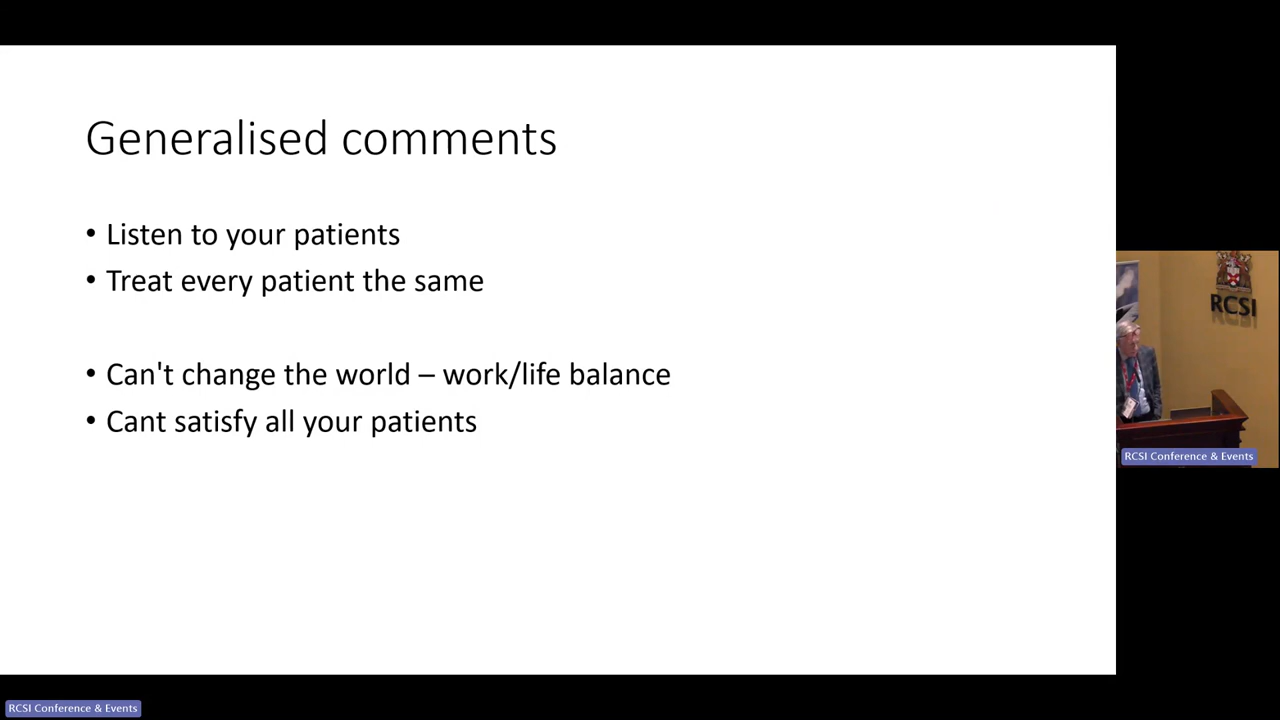 Generalised comments
• Listen to your patients
• Treat every patient the same
• Can't change the world – work/life balance
• Cant satisfy all your patients
RCSI
RCSI Conference & Events
RCSI Conference & Events